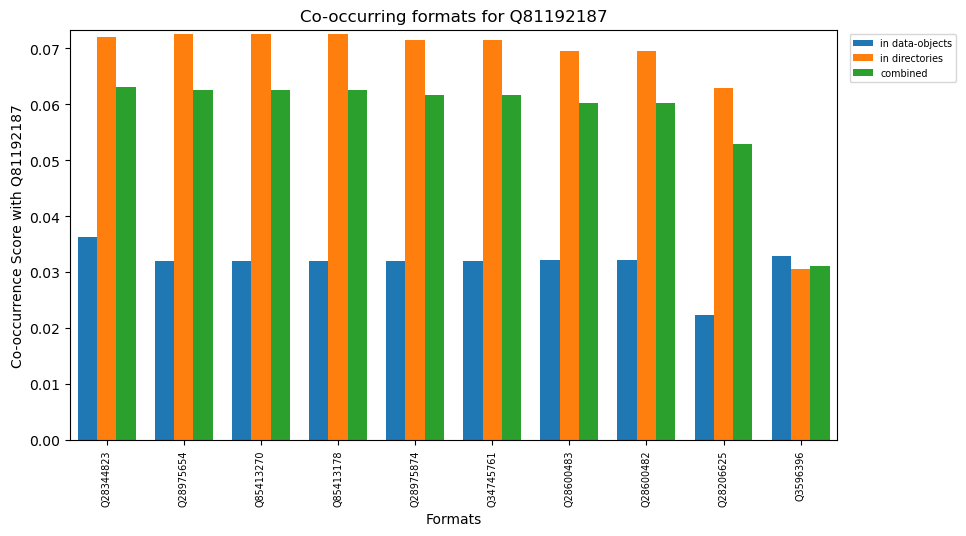 Co-occurring formats for Q81192187
in data-objects
in directories
combined
Co-occurrence Score with Q81192187
0.07
0.06
0.05
0.04
0.03
0.02
0.01
0.00
Q28344823
Q28975654
Q85413270
Q85413178
Q28975874
Q34745761
Q28600483
Q28600482
Q28206625
Q3596396
Formats